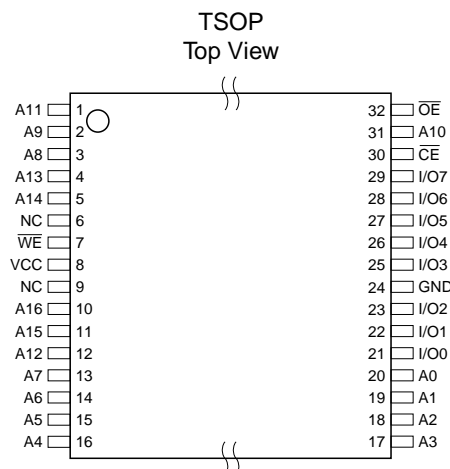 TSOP
Top View
A11 1 32 O̅E̅
A9 2 31 A10
A8 3 30 C̅E̅
A13 4 29 I/O7
A14 5 28 I/O6
NC 6 27 I/O5
W̅E̅ 7 26 I/O4
VCC 8 25 I/O3
NC 9 24 GND
A16 10 23 I/O2
A15 11 22 I/O1
A12 12 21 I/O0
A7 13 20 A0
A6 14 19 A1
A5 15 18 A2
A4 16 17 A3